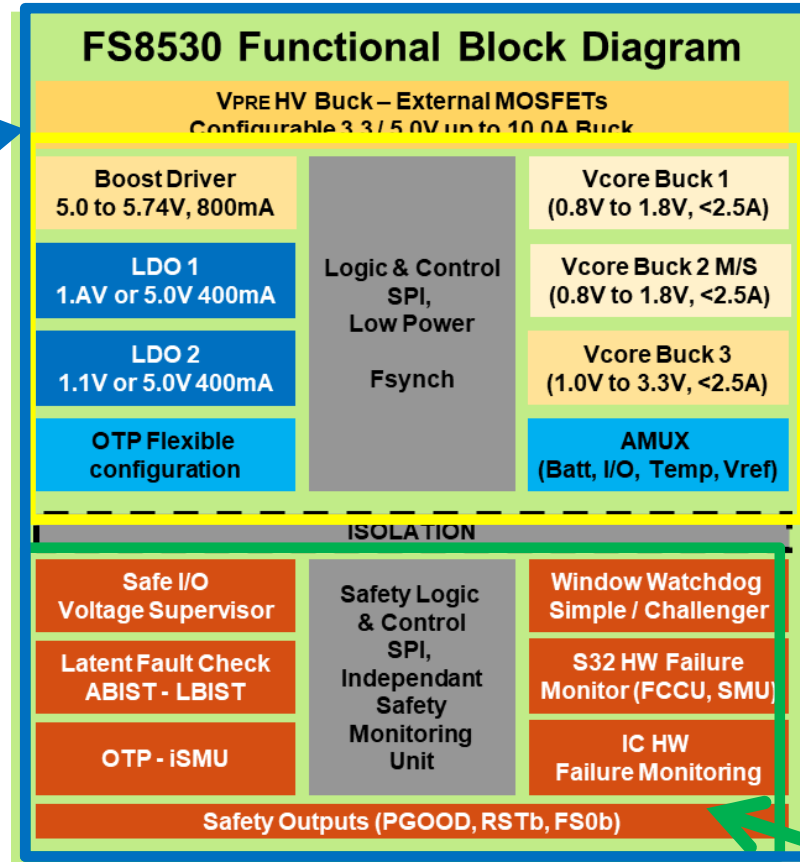 FS8530 Functional Block Diagram
VPRE HV Buck – External MOSFETs
Configurable 3.3/ 5.0V up to 10.0A Buck
Boost Driver
5.0 to 5.74V, 800mA
LDO 1
1.AV or 5.0V 400mA
LDO 2
1.1V or 5.0V 400mA
OTP Flexible
configuration
Logic & Control
SPI,
Low Power
Fsynch
Vcore Buck 1
(0.8V to 1.8V, <2.5A)
Vcore Buck 2 M/S
(0.8V to 1.8V, <2.5A)
Vcore Buck 3
(1.0V to 3.3V, <2.5A)
AMUX
(Batt, I/O, Temp, Vref)
ISOLATION
Safe I/O
Voltage Supervisor
Latent Fault Check
ABIST - LBIST
OTP - iSMU
Safety Logic
& Control
SPI,
Independant
Safety
Monitoring
Unit
Window Watchdog
Simple / Challenger
S32 HW Failure
Monitor (FCCU, SMU)
IC HW
Failure Monitoring
Safety Outputs (PGOOD, RSTb, FS0b)